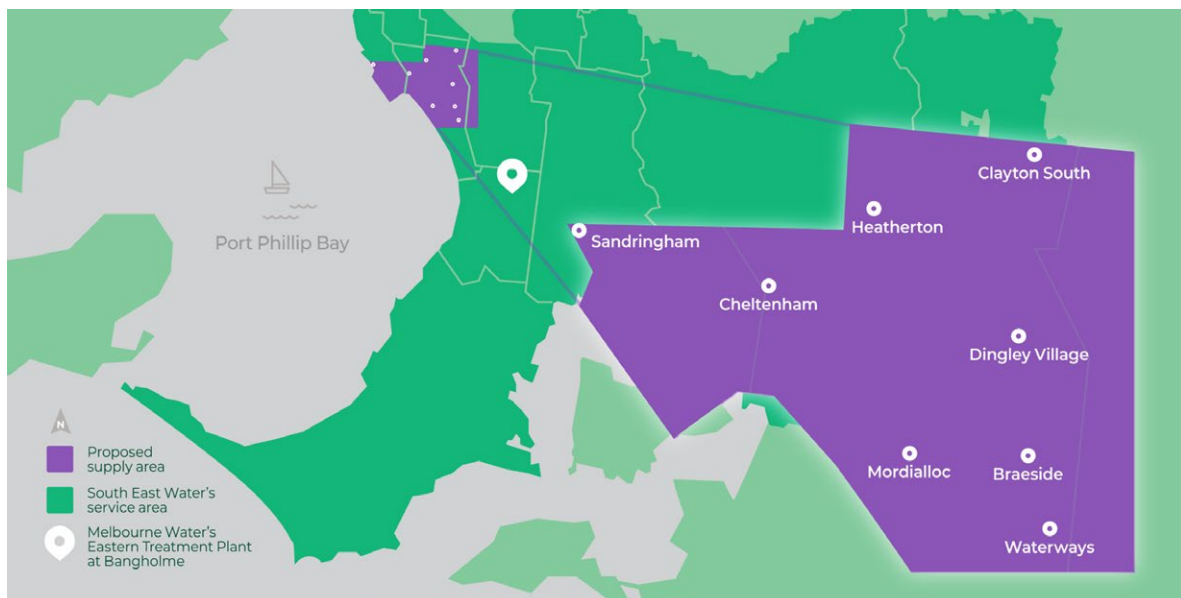 Clayton South
Heatherton
Sandringham
Port Phillip Bay
Cheltenham
Dingley Village
N
Proposed
supply area
Mordialloc
Braeside
South East Water's
service area
Melbourne Water's
Eastern Treatment Plant
at Bangholme
Waterways